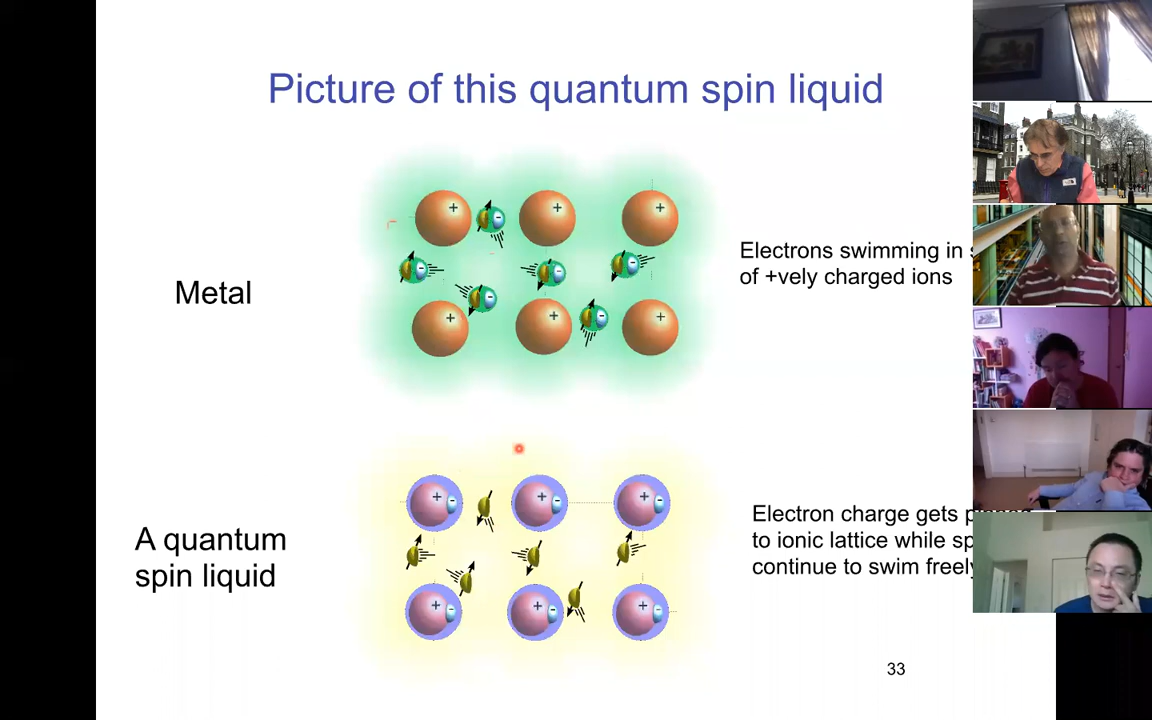 Picture of this quantum spin liquid
Metal
Electrons swimming in
of +vely charged ions
A quantum
spin liquid
Electron charge gets
to ionic lattice while
continue to swim freely
33